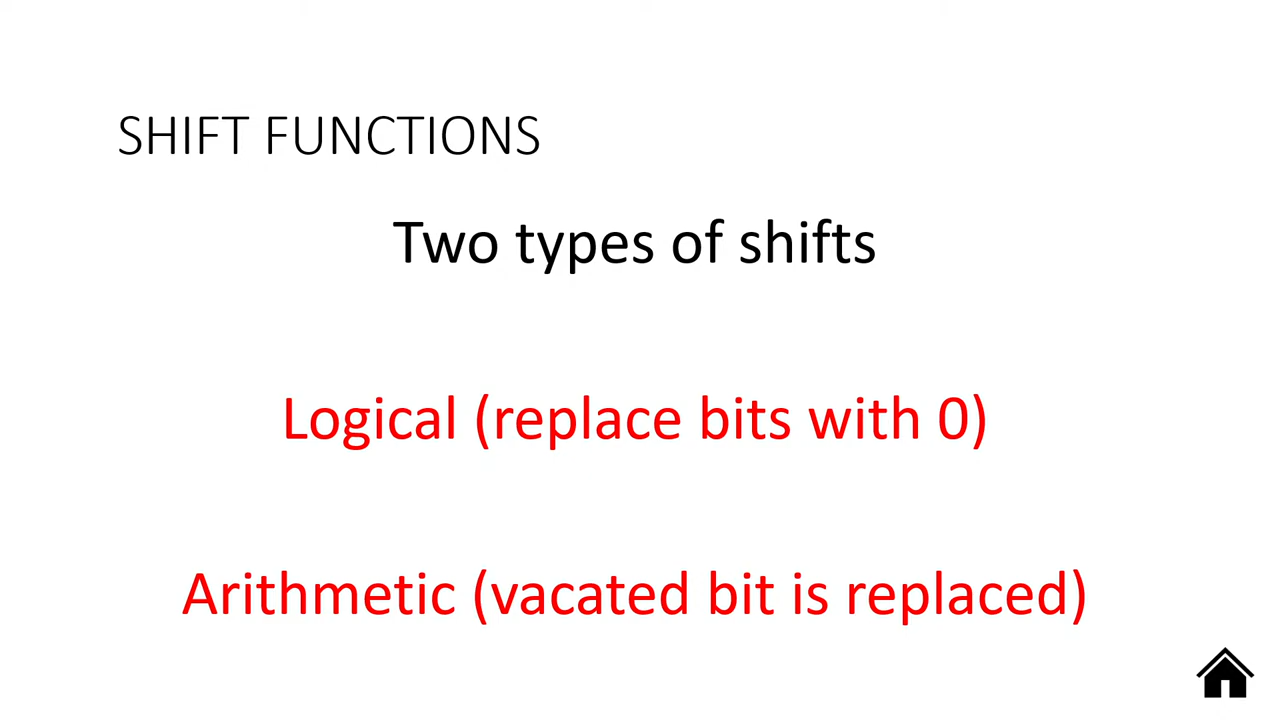 SHIFT FUNCTIONS
Two types of shifts
Logical (replace bits with 0)
Arithmetic (vacated bit is replaced)